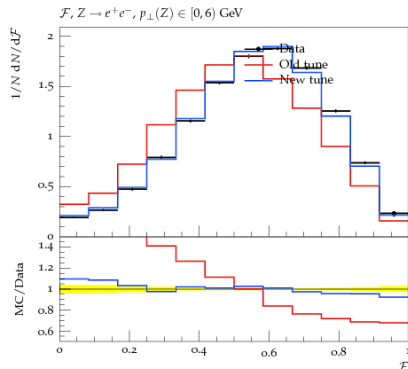 F, Z → e⁺e⁻, p⊥(Z) ∈ [0, 6) GeV
1/N dN/dF
2
1.5
1
0.5
0
Data
Old tune
New tune
MC/Data
1.4
1.2
1
0.8
0.6
0
0.2
0.4
0.6
0.8
1
F